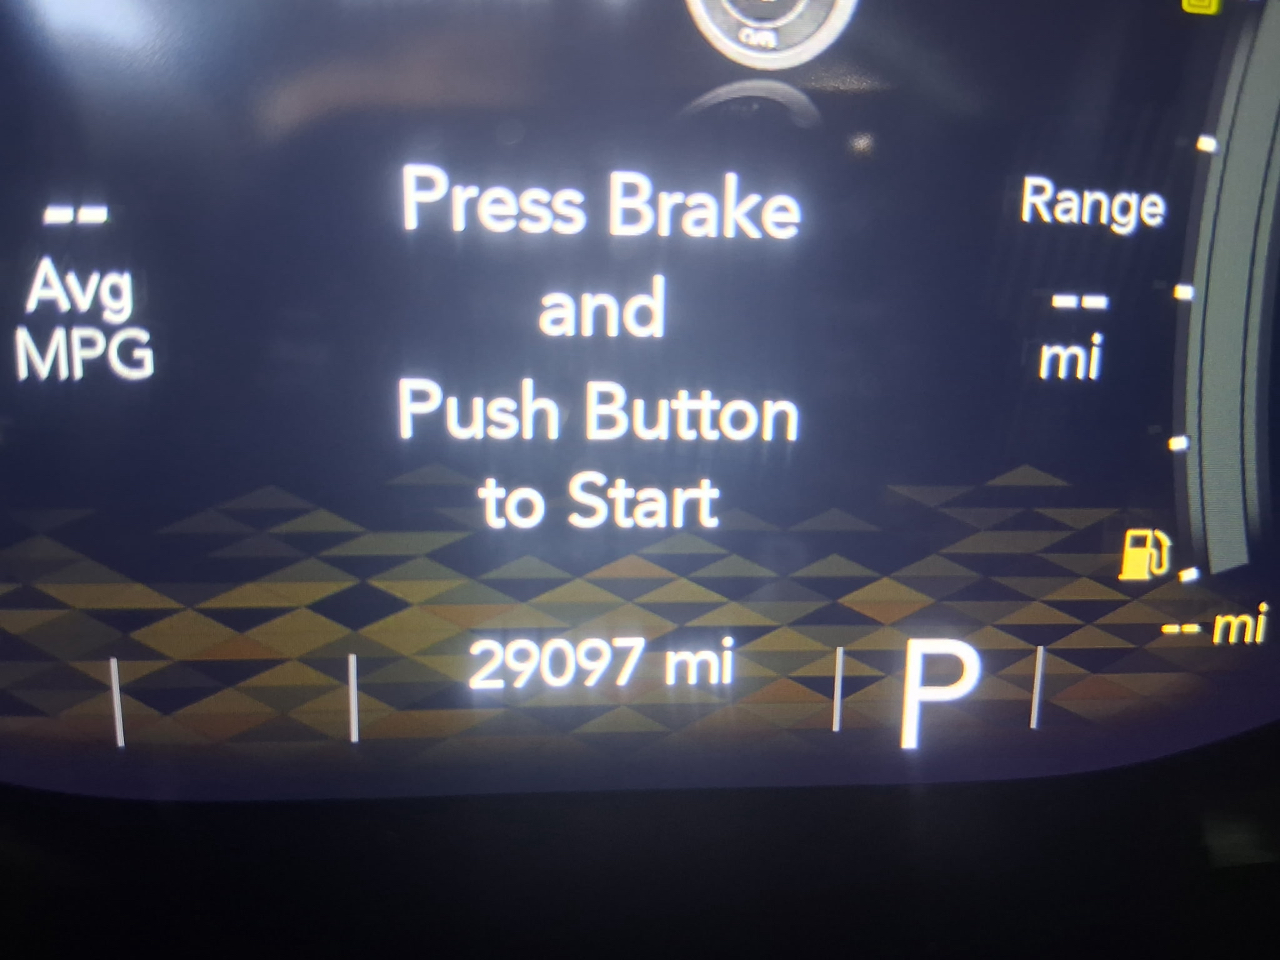 Press Brake
and
Push Button
to Start
--
Avg
MPG
Range
--
mi
-- mi
29097 mi
P